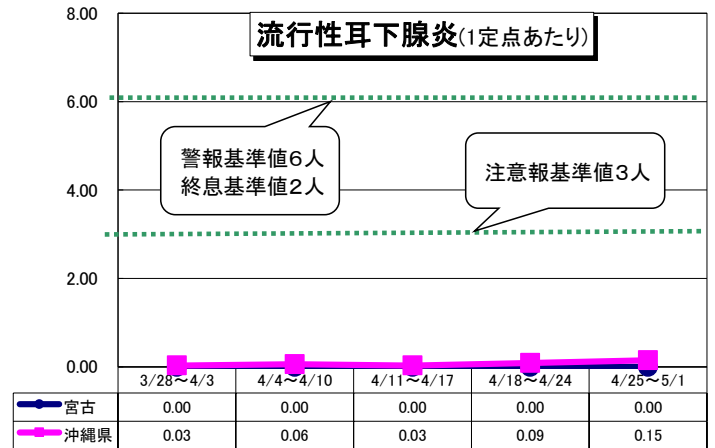 流行性耳下腺炎(1定点あたり)
8.00
6.00
4.00
2.00
0.00
警報基準値6人
終息基準値2人
注意報基準値3人
3/28~4/3 4/4~4/10 4/11~4/17 4/18~4/24 4/25~5/1
宮古 0.00 0.00 0.00 0.00 0.00
沖縄県 0.03 0.06 0.03 0.09 0.15